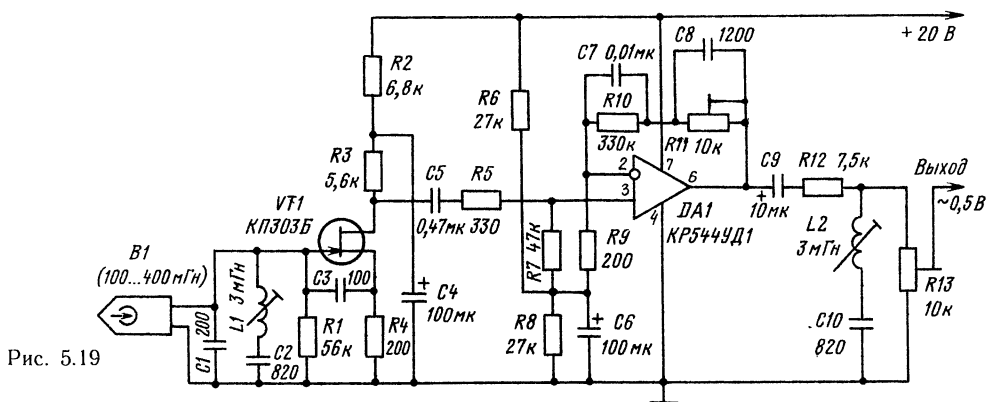 + 20 В
R2
6,8к
R6
27к
C7 0,01мк
R10
330к
C8 1200
R11
10к
R3
5,6к
C5
0,47мк
R5
330
2
3
7
6
4
DA1
КР544УД1
C9
+
10мк
R12 7,5к
Выход
~0,5В
VT1
КП303Б
B1
(100...400мГн)
C1 200
L1 3мГн
C2
820
C3 100
R1
56к
R4
200
+
C4
100мк
R7 47к
R9
200
R8
27к
+
C6
100мк
L2
3мГн
C10
820
R13
10к
Рис. 5.19